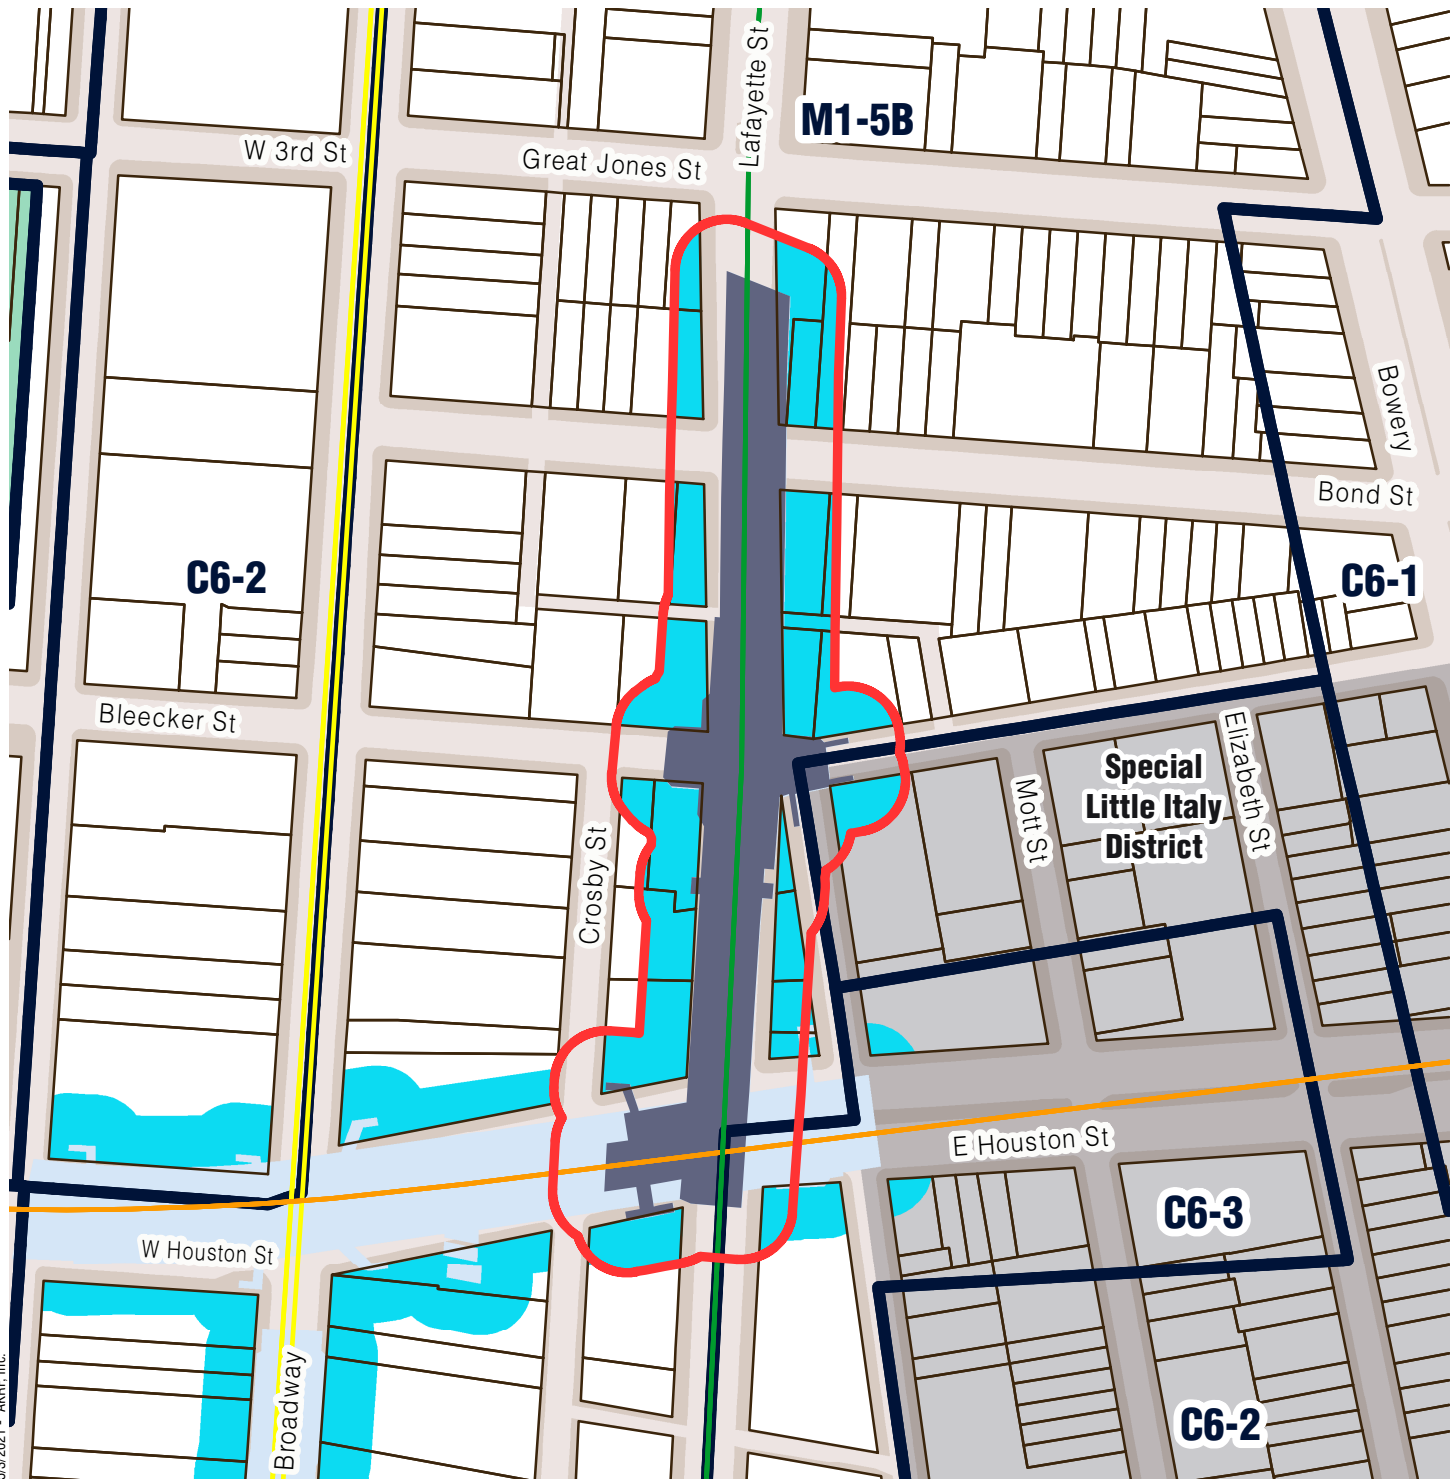 Lafayette St
M1-5B
W 3rd St
Great Jones St
Bowery
Bond St
C6-2
C6-1
Bleecker St
Elizabeth St
Special
Little Italy
District
Mott St
Crosby St
E Houston St
C6-3
W Houston St
Broadway
C6-2